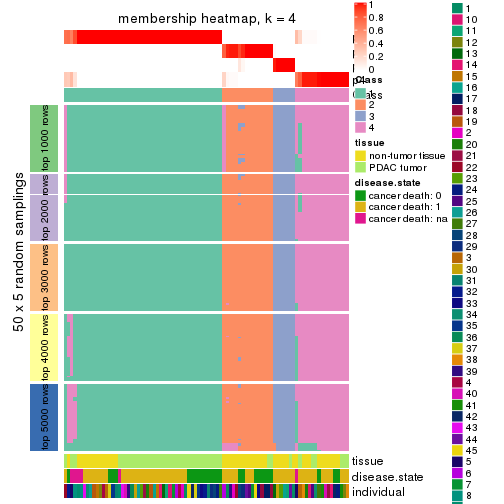 membership heatmap, k = 4
50 x 5 random samplings
top 1000 rows
top 2000 rows
top 3000 rows
top 4000 rows
top 5000 rows
Class
tissue
disease.state
individual
1
0.8
0.6
0.4
0.2
0
Class
1
2
3
4
tissue
non-tumor tissue
PDAC tumor
disease.state
cancer death: 0
cancer death: 1
cancer death: na
1
10
11
12
13
14
15
16
17
18
19
2
20
21
22
23
24
25
26
27
28
29
3
30
31
32
33
34
35
36
37
38
39
4
40
41
42
43
44
45
5
6
7
8